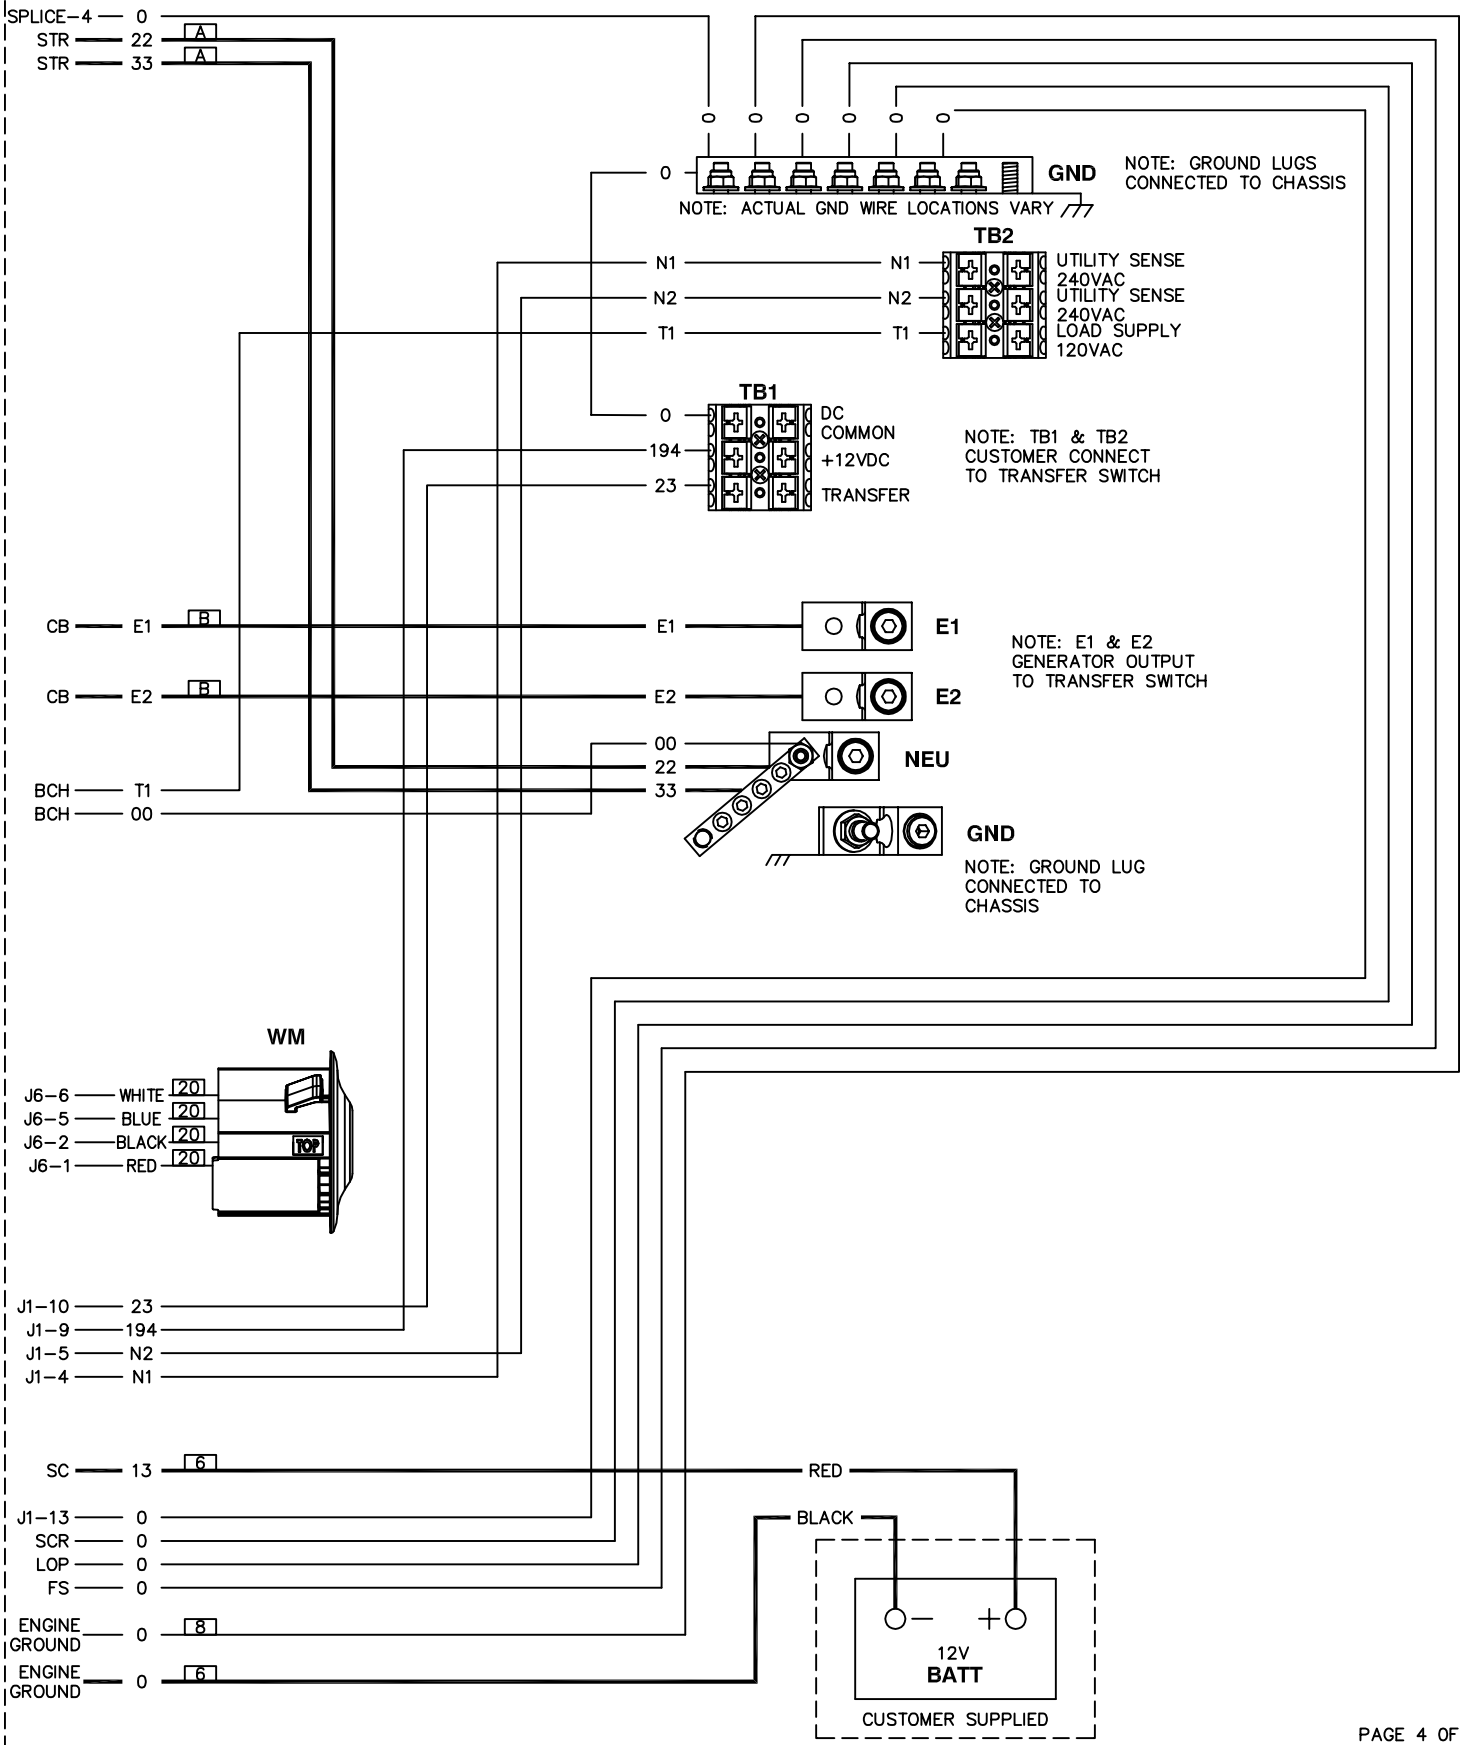 SPLICE-4 0
STR 22 A
STR 33 A
0 0 0 0 0 0
0 GND
NOTE: GROUND LUGS
CONNECTED TO CHASSIS
NOTE: ACTUAL GND WIRE LOCATIONS VARY
TB2
N1 N1 UTILITY SENSE
240VAC
N2 N2 UTILITY SENSE
240VAC
T1 T1 LOAD SUPPLY
120VAC
TB1
0 DC
COMMON
194 +12VDC
23 TRANSFER
NOTE: TB1 & TB2
CUSTOMER CONNECT
TO TRANSFER SWITCH
CB E1 B E1 E1
CB E2 B E2 E2
NOTE: E1 & E2
GENERATOR OUTPUT
TO TRANSFER SWITCH
00
22 NEU
33
BCH T1
BCH 00
GND
NOTE: GROUND LUG
CONNECTED TO
CHASSIS
WM
J6-6 WHITE 20
J6-5 BLUE 20
J6-2 BLACK 20
J6-1 RED 20
TOP
J1-10 23
J1-9 194
J1-5 N2
J1-4 N1
SC 13 6 RED
J1-13 0 BLACK
SCR 0
LOP 0
FS 0
ENGINE
GROUND 0 8
ENGINE
GROUND 0 6
- +
12V
BATT
CUSTOMER SUPPLIED
PAGE 4 OF